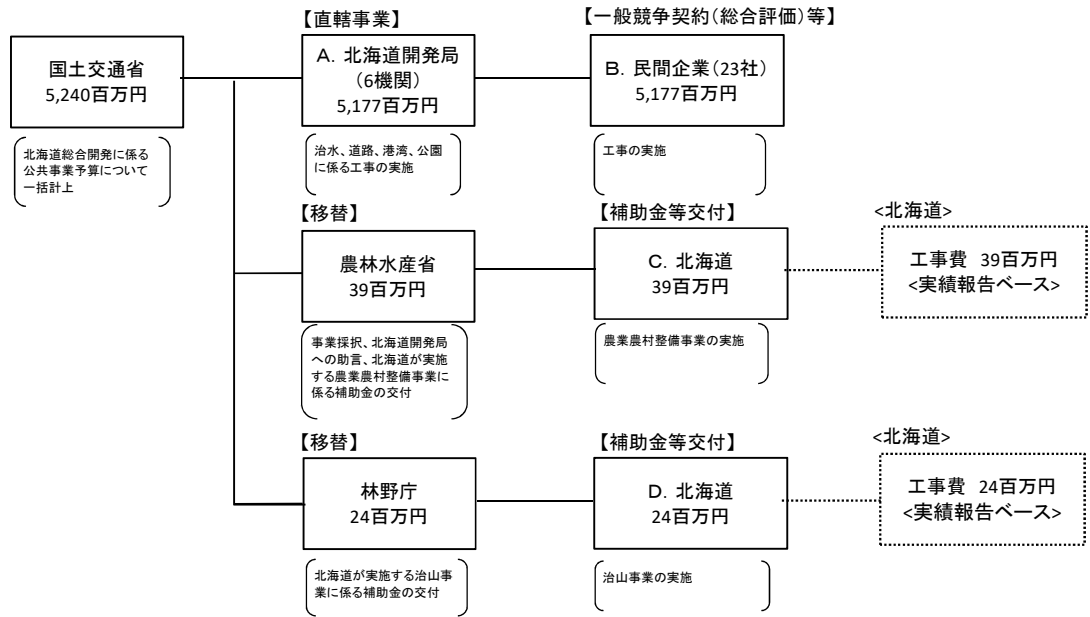 国土交通省
5,240百万円
北海道総合開発に係る
公共事業予算について
一括計上
【直轄事業】
A. 北海道開発局
(6機関)
5,177百万円
治水、道路、港湾、公園
に係る工事の実施
【一般競争契約(総合評価)等】
B. 民間企業(23社)
5,177百万円
工事の実施
【移替】
農林水産省
39百万円
事業採択、北海道開発局
への助言、北海道が実施
する農業農村整備事業に
係る補助金の交付
【補助金等交付】
C. 北海道
39百万円
農業農村整備事業の実施
<北海道>
工事費 39百万円
<実績報告ベース>
【移替】
林野庁
24百万円
北海道が実施する治山事
業に係る補助金の交付
【補助金等交付】
D. 北海道
24百万円
治山事業の実施
<北海道>
工事費 24百万円
<実績報告ベース>